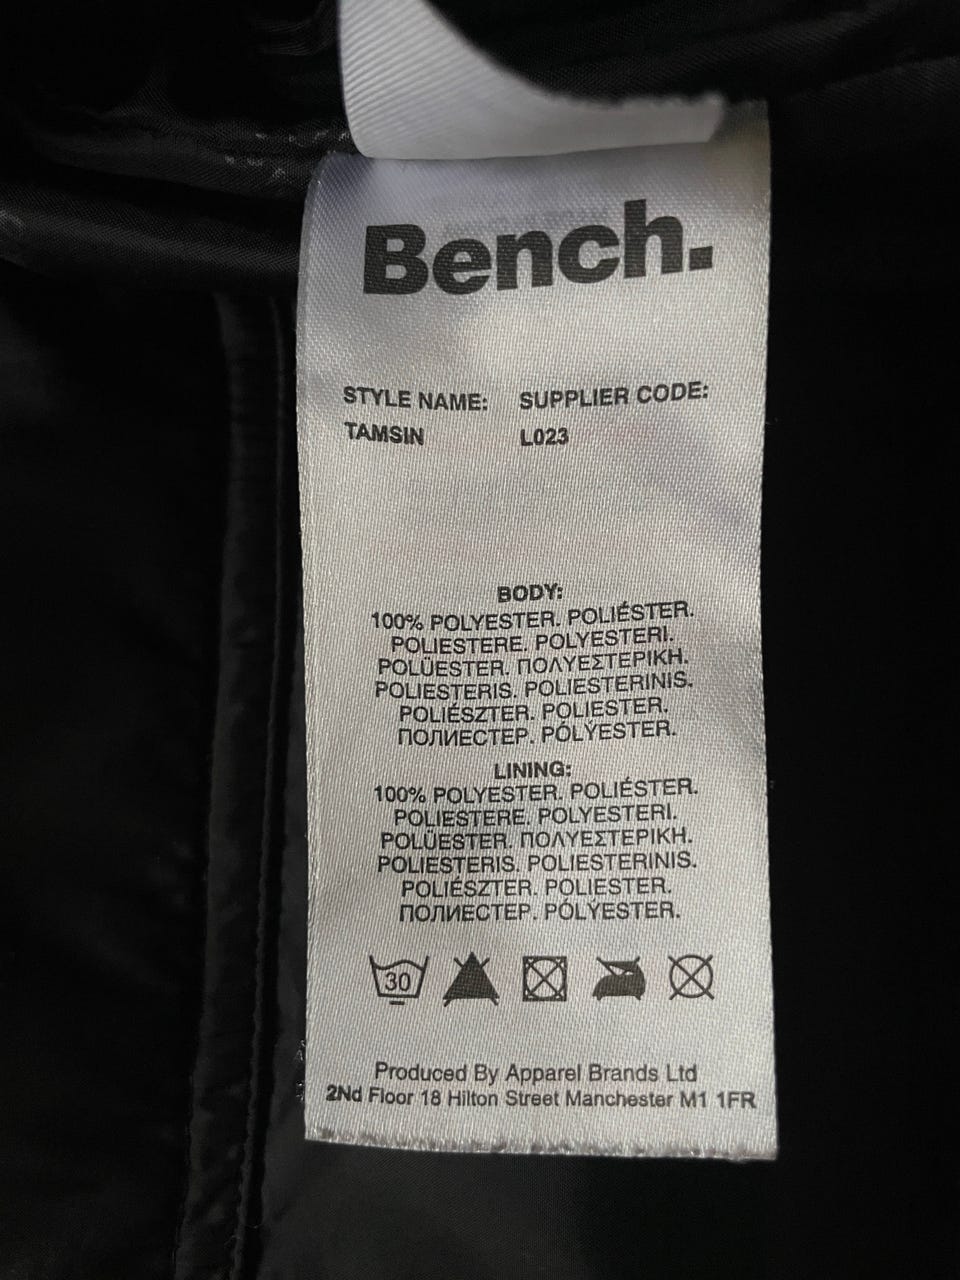 Bench.
STYLE NAME: SUPPLIER CODE:
TAMSIN L023
BODY:
100% POLYESTER. POLIÉSTER.
POLIESTERE. POLYESTERI.
POLÜESTER. ΠΟΛΥΕΣΤΕΡΙΚΗ.
POLIESTERIS. POLIESTERINIS.
POLIÉSZTER. POLIESTER.
ПОЛИЕСТЕР. PÓLÝESTER.
LINING:
100% POLYESTER. POLIÉSTER.
POLIESTERE. POLYESTERI.
POLÜESTER. ΠΟΛΥΕΣΤΕΡΙΚΗ.
POLIESTERIS. POLIESTERINIS.
POLIÉSZTER. POLIESTER.
ПОЛИЕСТЕР. PÓLÝESTER.
30
Produced By Apparel Brands Ltd
2Nd Floor 18 Hilton Street Manchester M1 1FR